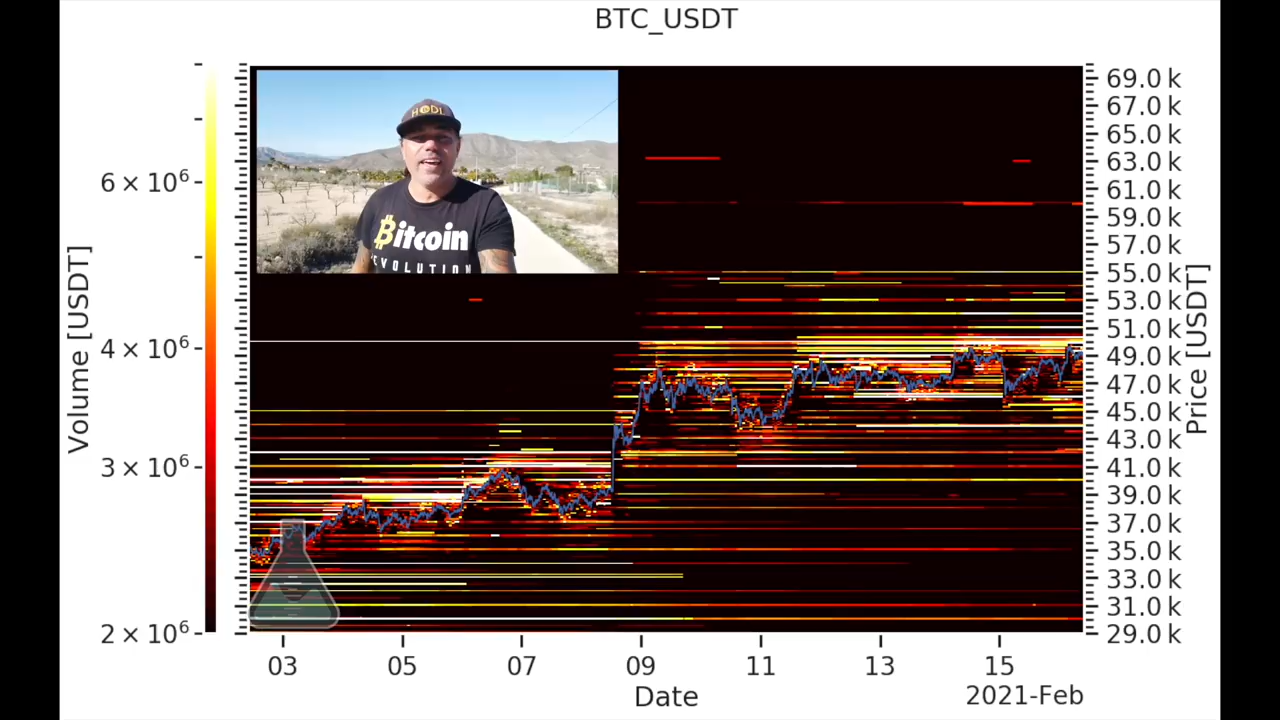 BTC_USDT
HODL
Bitcoin
EVOLUTION
Volume [USDT]
6 × 10⁶
4 × 10⁶
3 × 10⁶
2 × 10⁶
69.0 k
67.0 k
65.0 k
63.0 k
61.0 k
59.0 k
57.0 k
55.0 k
53.0 k
51.0 k
49.0 k
47.0 k
45.0 k
43.0 k
41.0 k
39.0 k
37.0 k
35.0 k
33.0 k
31.0 k
29.0 k
Price [USDT]
03 05 07 09 11 13 15
Date
2021-Feb